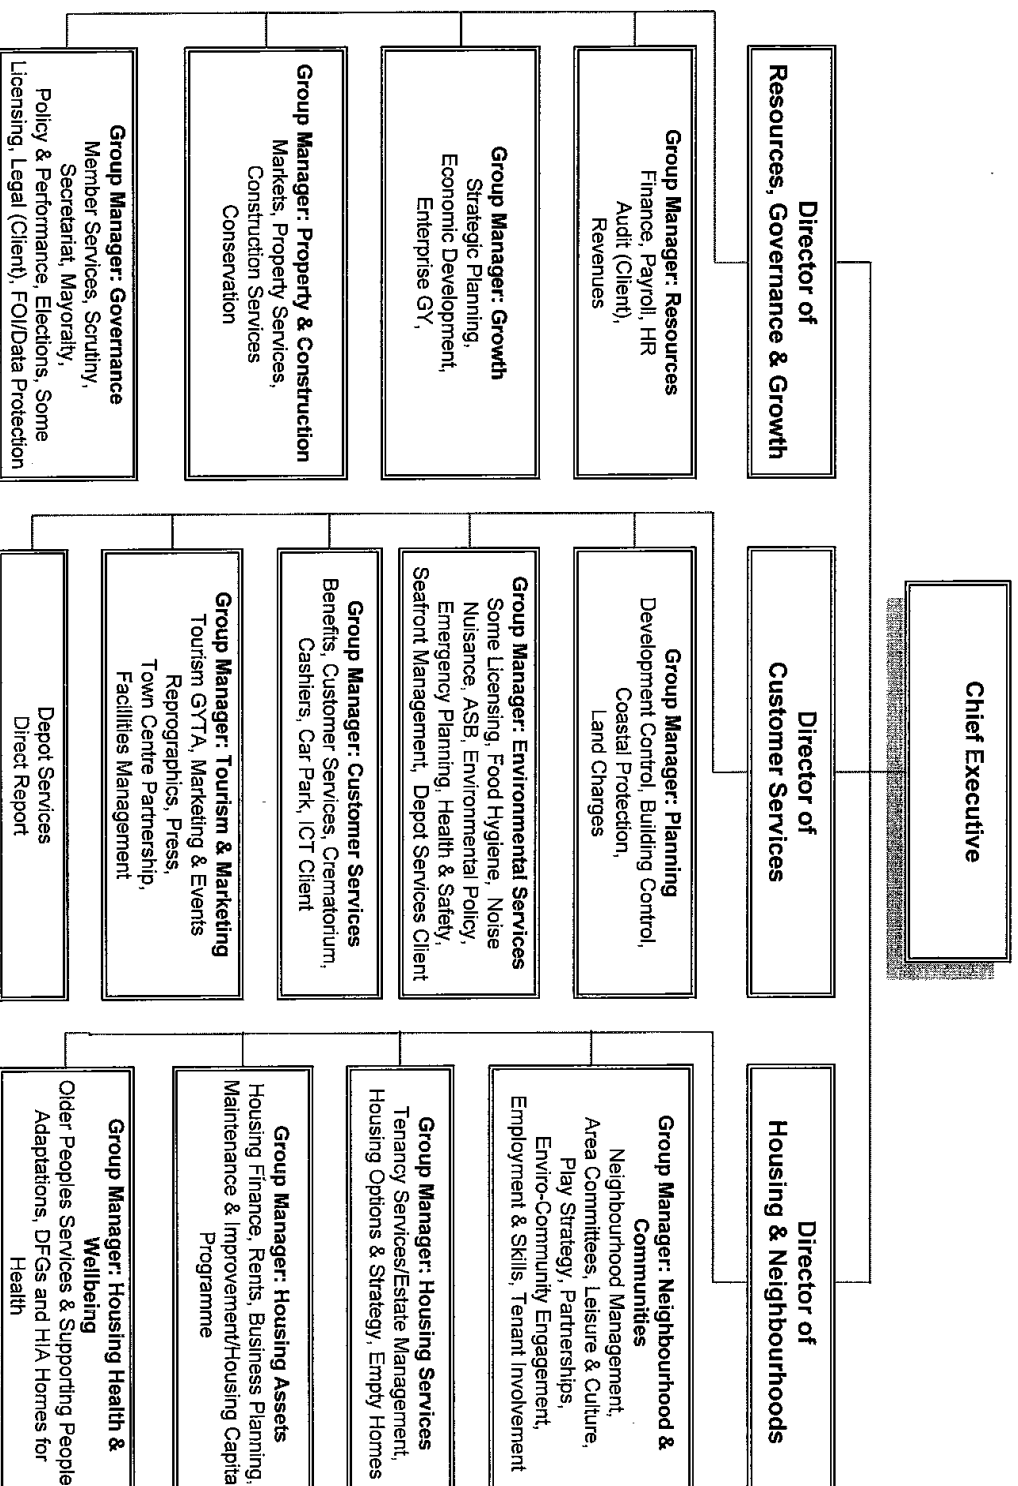 Chief Executive
Director of
Resources, Governance & Growth
Group Manager: Resources
Finance, Payroll, HR
Audit (Client),
Revenues
Group Manager: Growth
Strategic Planning,
Economic Development,
Enterprise GY,
Group Manager: Property & Construction
Markets, Property Services,
Construction Services
Conservation
Group Manager: Governance
Member Services, Scrutiny,
Secretariat, Mayoralty,
Policy & Performance, Elections, Some
Licensing, Legal (Client), FOI/Data Protection
Director of
Customer Services
Group Manager: Planning
Development Control, Building Control,
Coastal Protection,
Land Charges
Group Manager: Environmental Services
Some Licensing, Food Hygiene, Noise
Nuisance, ASB, Environmental Policy,
Emergency Planning, Health & Safety,
Seafront Management, Depot Services Client
Group Manager: Customer Services
Benefits, Customer Services, Crematorium,
Cashiers, Car Park, ICT Client
Group Manager: Tourism & Marketing
Tourism GYTA, Marketing & Events
Reprographics, Press,
Town Centre Partnership,
Facilities Management
Depot Services
Direct Report
Director of
Housing & Neighbourhoods
Group Manager: Neighbourhood &
Communities
Neighbourhood Management,
Area Committees, Leisure & Culture,
Play Strategy, Partnerships,
Enviro-Community Engagement,
Employment & Skills, Tenant Involvement
Group Manager: Housing Services
Tenancy Services/Estate Management,
Housing Options & Strategy, Empty Homes
Group Manager: Housing Assets
Housing Finance, Rents, Business Planning,
Maintenance & Improvement/Housing Capita
Programme
Group Manager: Housing Health &
Wellbeing
Older Peoples Services & Supporting People
Adaptations, DFGs and HIA Homes for
Health